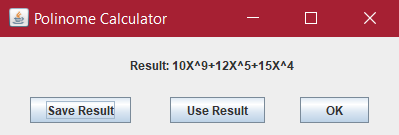 Polinome Calculator
Result: 10X^9+12X^5+15X^4
Save Result Use Result OK